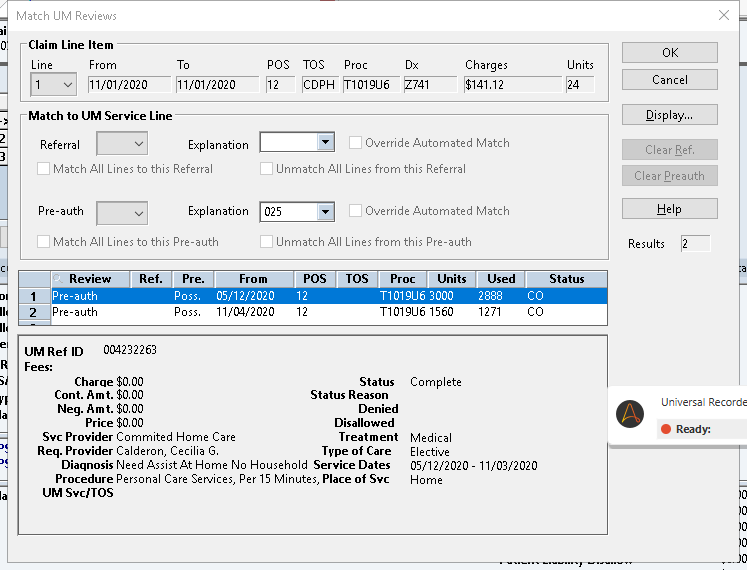 Match UM Reviews
Claim Line Item
Line From To POS TOS Proc Dx Charges Units
1 11/01/2020 11/01/2020 12 CDPH T1019U6 Z741 $141.12 24
OK
Cancel
Display...
Clear Ref.
Clear Preauth
Help
Results 2
Match to UM Service Line
Referral Explanation Override Automated Match
Match All Lines to this Referral Unmatch All Lines from this Referral
Pre-auth Explanation 025 Override Automated Match
Match All Lines to this Pre-auth Unmatch All Lines from this Pre-auth
Review Ref. Pre. From POS TOS Proc Units Used Status
1 Pre-auth Poss. 05/12/2020 12 T1019U6 3000 2888 CO
2 Pre-auth Poss. 11/04/2020 12 T1019U6 1560 1271 CO
UM Ref ID 004232263
Fees:
Charge $0.00 Status Complete
Cont. Amt. $0.00 Status Reason
Neg. Amt. $0.00 Denied
Price $0.00 Disallowed
Svc Provider Commited Home Care Treatment Medical
Req. Provider Calderon, Cecilia G. Type of Care Elective
Diagnosis Need Assist At Home No Household Service Dates 05/12/2020 - 11/03/2020
Procedure Personal Care Services, Per 15 Minutes, Place of Svc Home
UM Svc/TOS
Universal Recorde
Ready: